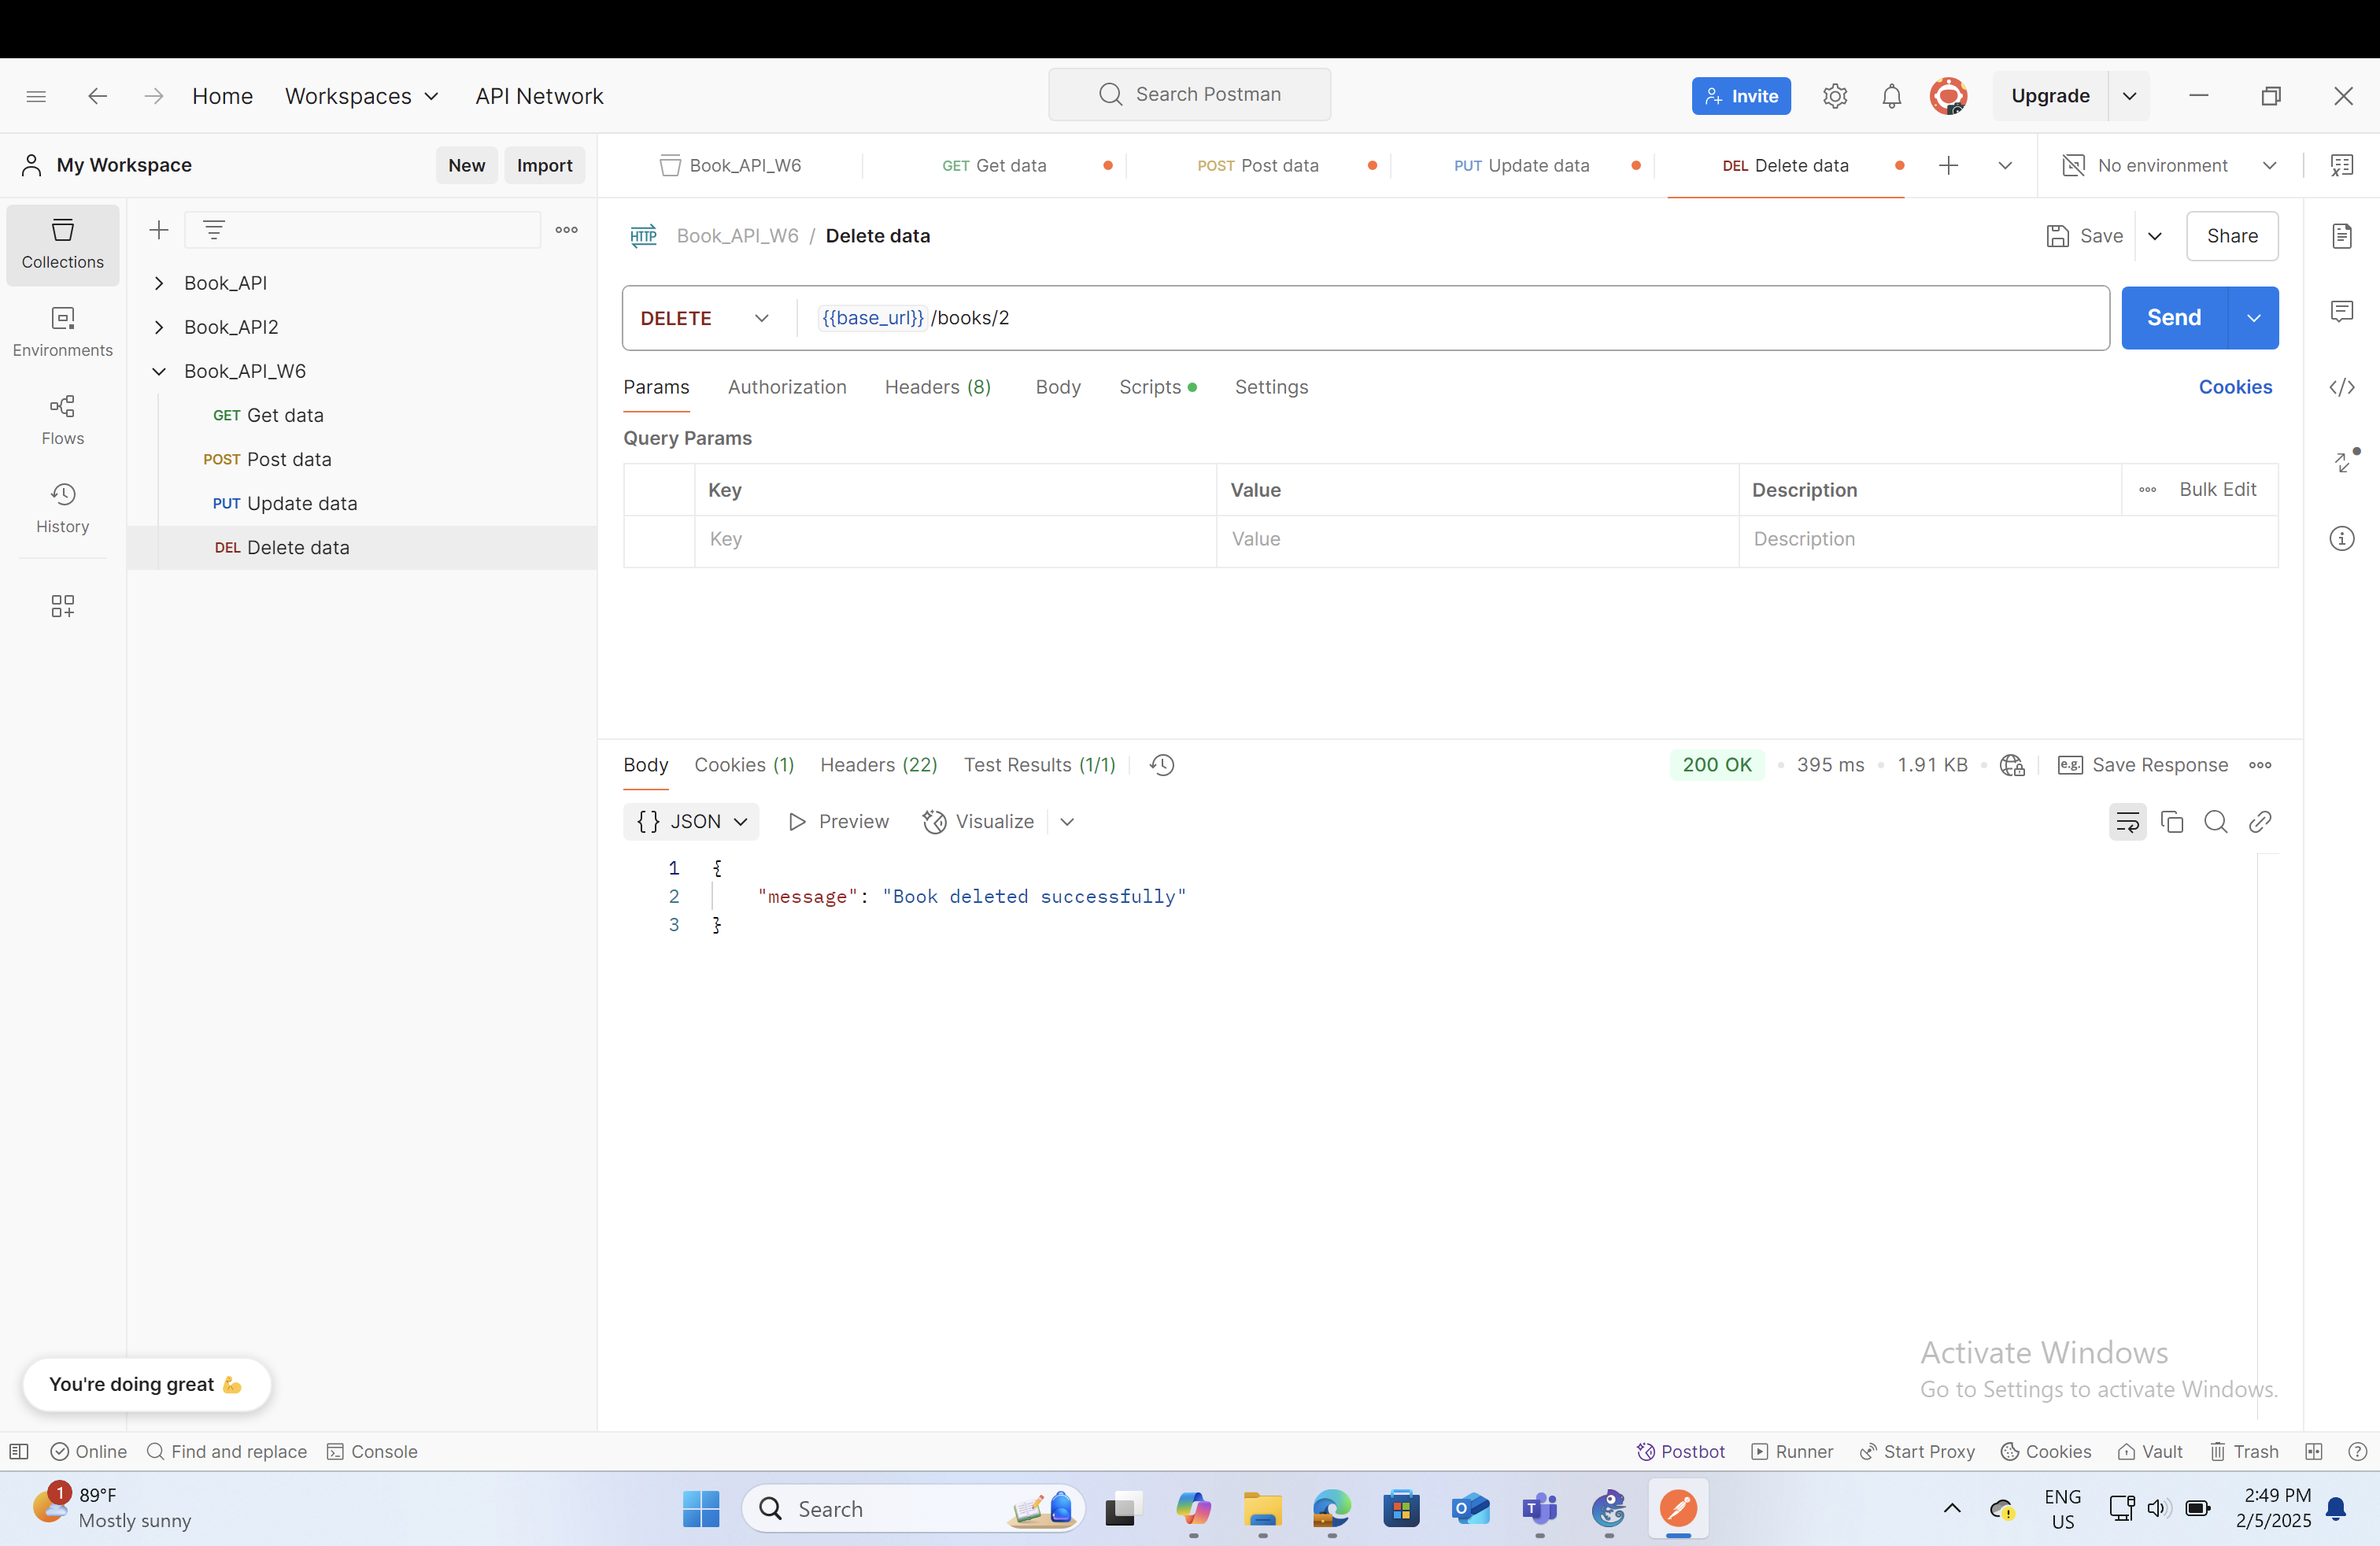 Home Workspaces API Network Search Postman Invite Upgrade
My Workspace New Import Book_API_W6 GET Get data POST Post data PUT Update data DEL Delete data No environment
Collections
Environments
Flows
History
Book_API
Book_API2
Book_API_W6
GET Get data
POST Post data
PUT Update data
DEL Delete data
HTTP Book_API_W6 / Delete data Save Share
DELETE {{base_url}}/books/2 Send
Params Authorization Headers (8) Body Scripts Settings Cookies
Query Params
Key Value Description Bulk Edit
Key Value Description
Body Cookies (1) Headers (22) Test Results (1/1) 200 OK 395 ms 1.91 KB e.g. Save Response
{} JSON Preview Visualize
1 {
2 "message": "Book deleted successfully"
3 }
Activate Windows
Go to Settings to activate Windows.
You're doing great 💪
Online Find and replace Console Postbot Runner Start Proxy Cookies Vault Trash
1 89°F
Mostly sunny
Search
ENG
US
2:49 PM
2/5/2025